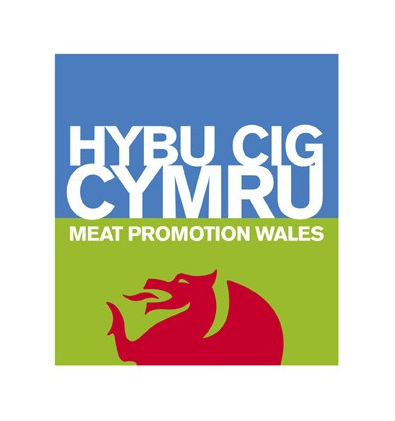 HYBU CIG
CYMRU
MEAT PROMOTION WALES